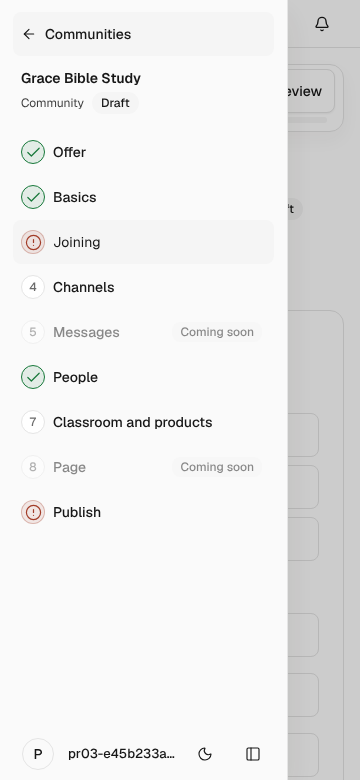 Communities
Grace Bible Study
Community Draft
Offer
Basics
Joining
4 Channels
5 Messages Coming soon
People
7 Classroom and products
8 Page Coming soon
Publish
P pr03-e45b233a...